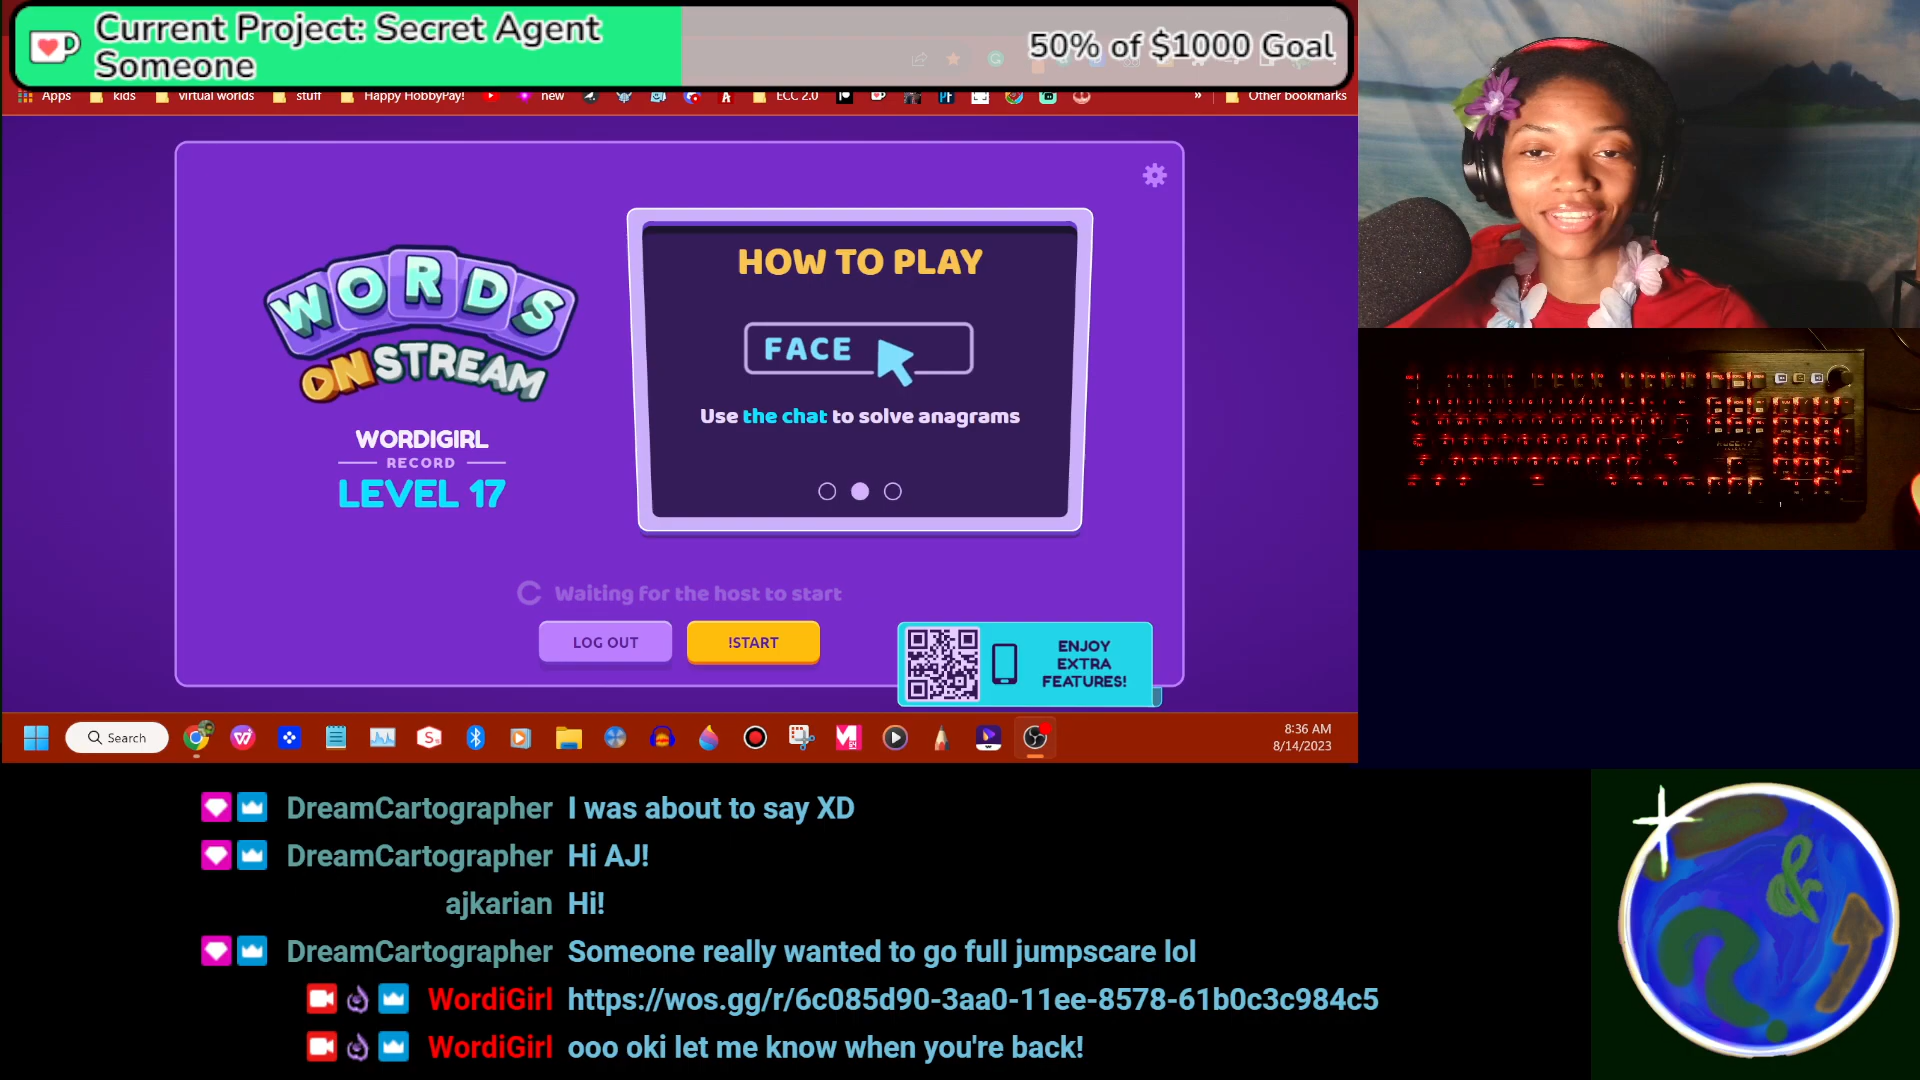 Current Project: Secret Agent
Someone
50% of $1000 Goal
Apps
kids
virtual worlds
stuff
Happy HobbyPay!
new
ECC 2.0
»
Other bookmarks
WORDS
ON STREAM
WORDIGIRL
RECORD
LEVEL 17
HOW TO PLAY
FACE
Use the chat to solve anagrams
Waiting for the host to start
LOG OUT
!START
ENJOY
EXTRA
FEATURES!
Search
8:36 AM
8/14/2023
DreamCartographer I was about to say XD
DreamCartographer Hi AJ!
ajkarian Hi!
DreamCartographer Someone really wanted to go full jumpscare lol
WordiGirl https://wos.gg/r/6c085d90-3aa0-11ee-8578-61b0c3c984c5
WordiGirl ooo oki let me know when you're back!
&